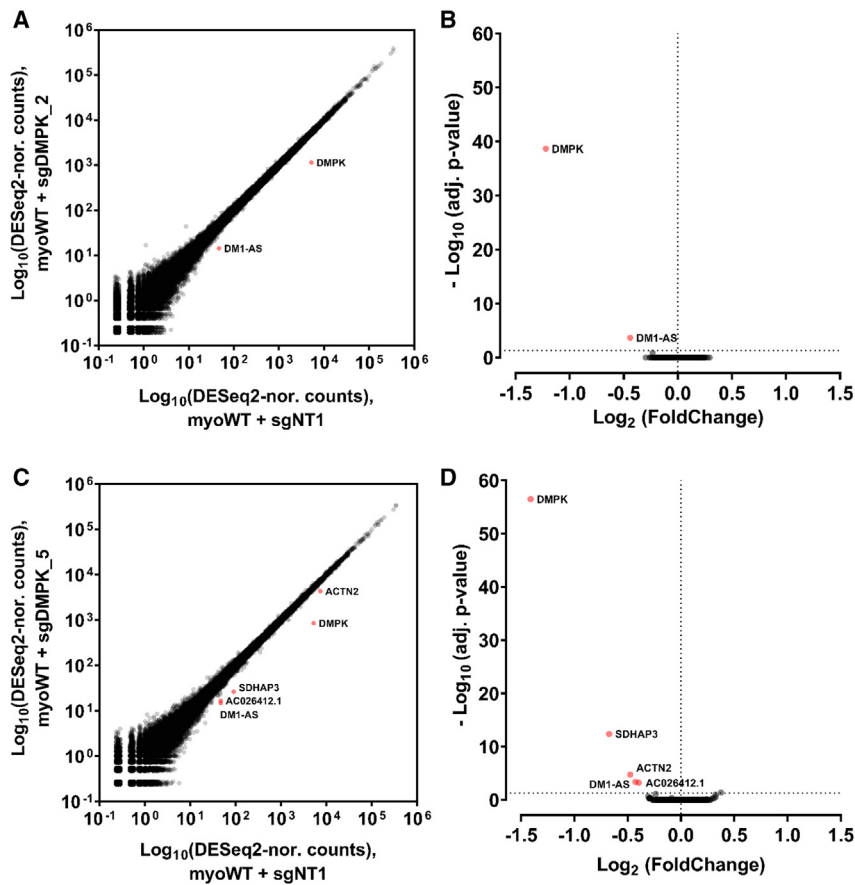 A
Log10(DESeq2-nor. counts),
myoWT + sgDMPK_2
10^6
10^5
10^4
10^3
10^2
10^1
10^0
10^-1
DMPK
DM1-AS
10^-1 10^0 10^1 10^2 10^3 10^4 10^5 10^6
Log10(DESeq2-nor. counts),
myoWT + sgNT1
B
- Log10 (adj. p-value)
60
50
40
30
20
10
0
DMPK
DM1-AS
-1.5 -1.0 -0.5 0.0 0.5 1.0 1.5
Log2 (FoldChange)
C
Log10(DESeq2-nor. counts),
myoWT + sgDMPK_5
10^6
10^5
10^4
10^3
10^2
10^1
10^0
10^-1
ACTN2
DMPK
SDHAP3
AC026412.1
DM1-AS
10^-1 10^0 10^1 10^2 10^3 10^4 10^5 10^6
Log10(DESeq2-nor. counts),
myoWT + sgNT1
D
- Log10 (adj. p-value)
60
50
40
30
20
10
0
DMPK
SDHAP3
ACTN2
DM1-AS AC026412.1
-1.5 -1.0 -0.5 0.0 0.5 1.0 1.5
Log2 (FoldChange)